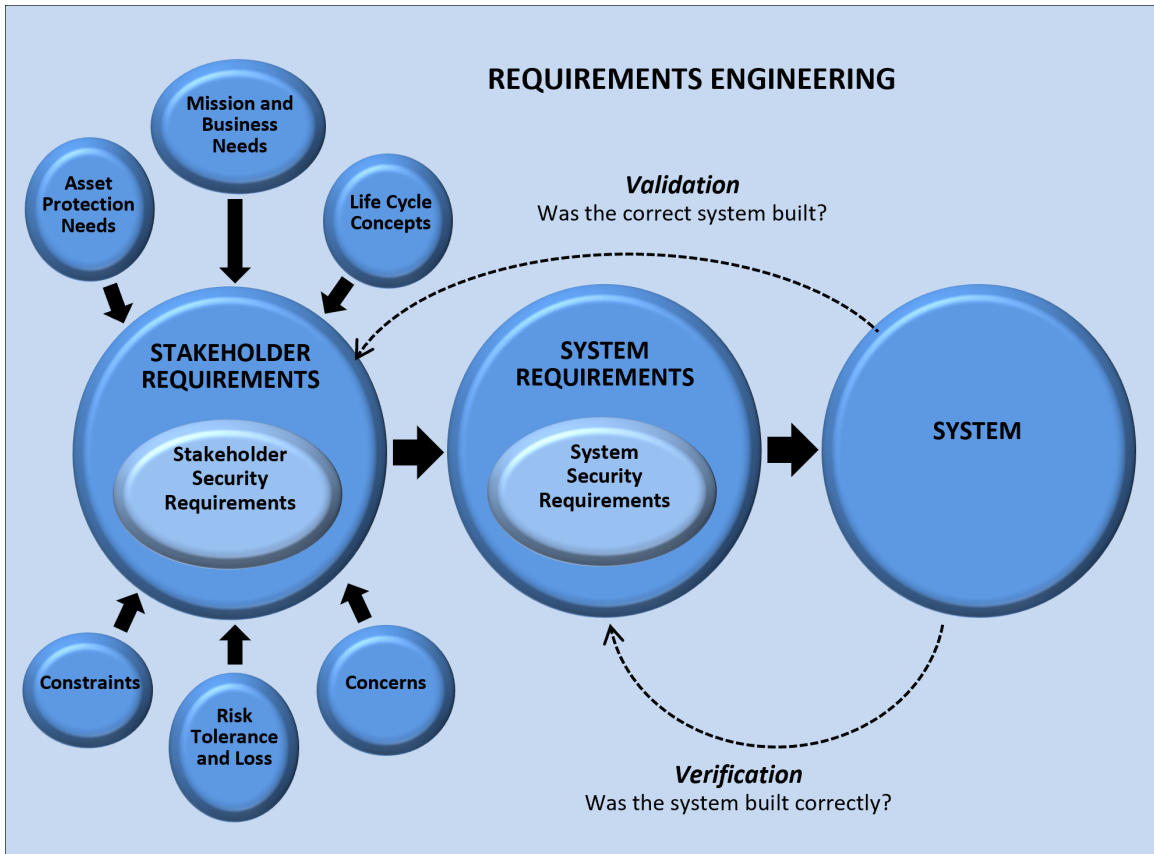 REQUIREMENTS ENGINEERING
Mission and
Business
Needs
Asset
Protection
Needs
Life Cycle
Concepts
Validation
Was the correct system built?
STAKEHOLDER
REQUIREMENTS
Stakeholder
Security
Requirements
SYSTEM
REQUIREMENTS
System
Security
Requirements
SYSTEM
Constraints
Risk
Tolerance
and Loss
Concerns
Verification
Was the system built correctly?